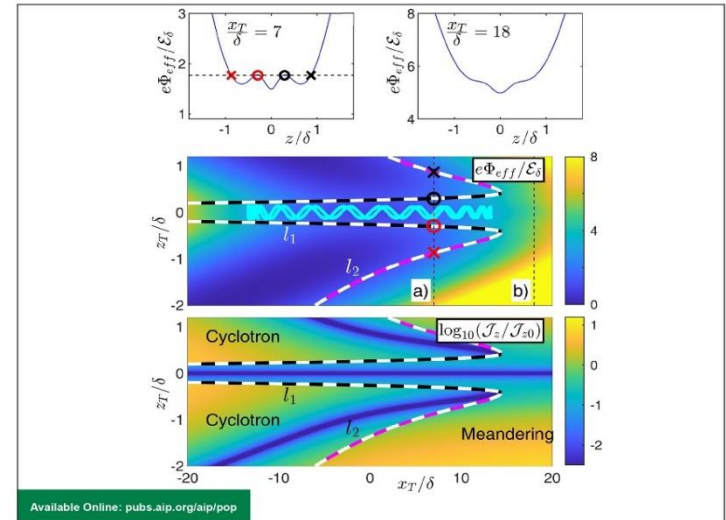 3
2
1
eΦ_eff/ℰ_δ
x_T/δ = 7
-1 0 1
z/δ
8
6
4
eΦ_eff/ℰ_δ
x_T/δ = 18
-1 0 1
z/δ
1
0
-1
-2
z_T/δ
eΦ_eff/ℰ_δ
l_1
l_2
a)
b)
8
6
4
2
0
1
0
-1
-2
z_T/δ
log_10(𝒥_z/𝒥_z0)
Cyclotron
l_1
Cyclotron
l_2
Meandering
1
0
-1
-2
-20 -10 0 10 20
x_T/δ
Available Online: pubs.aip.org/aip/pop